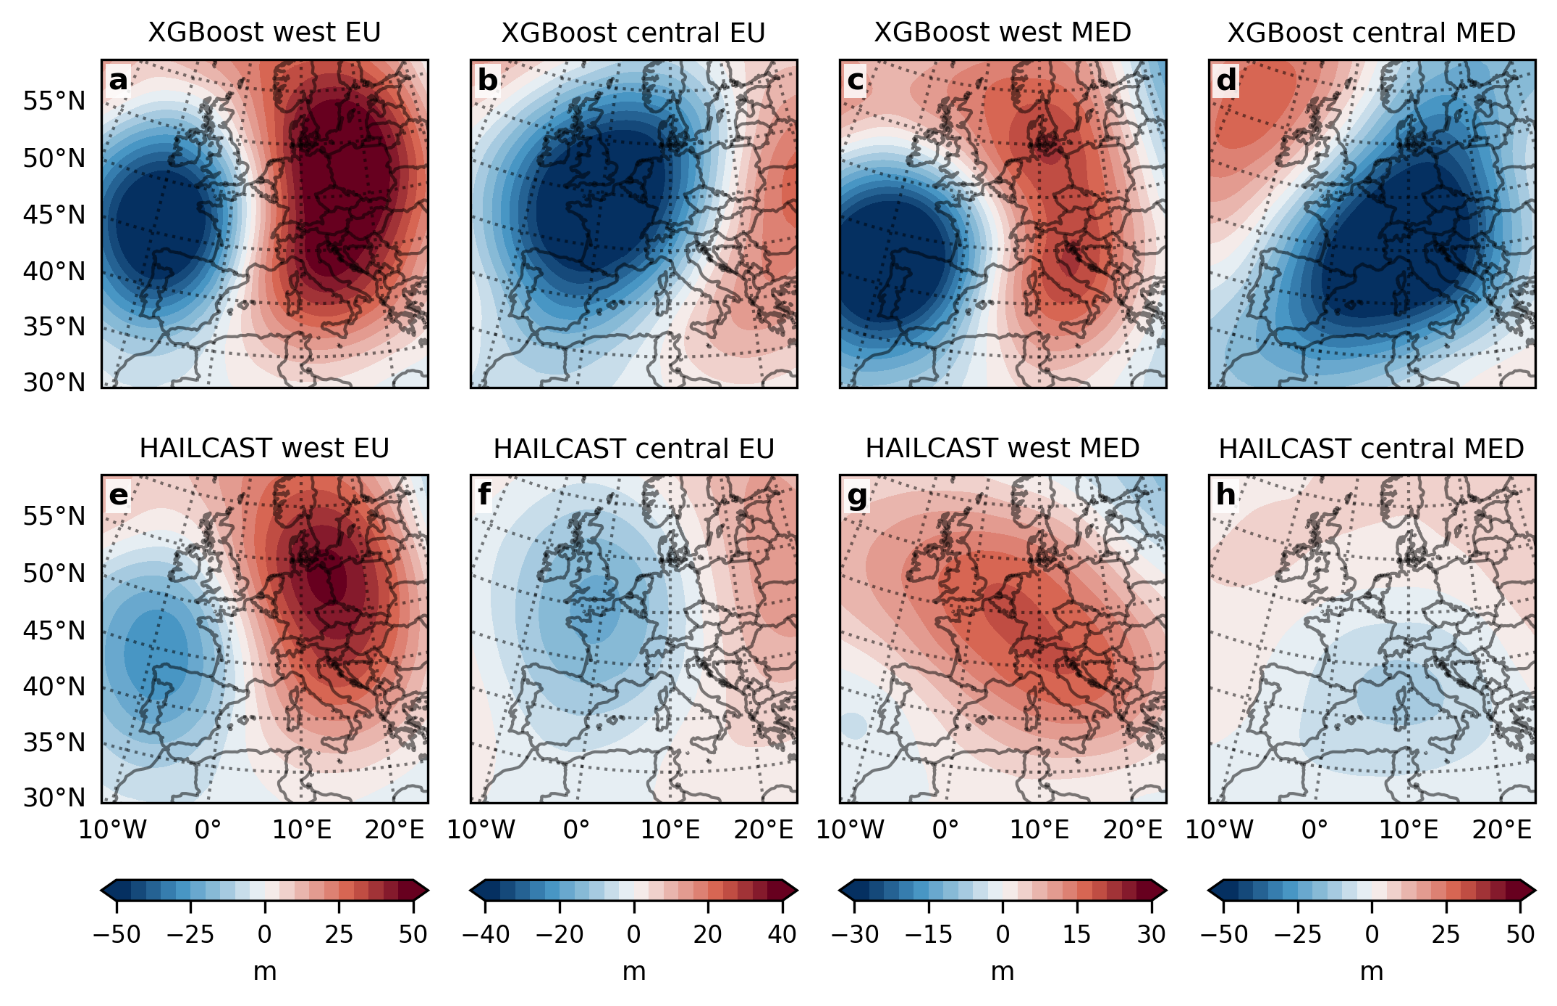 XGBoost west EU
XGBoost central EU
XGBoost west MED
XGBoost central MED
a
b
c
d
55°N
50°N
45°N
40°N
35°N
30°N
HAILCAST west EU
HAILCAST central EU
HAILCAST west MED
HAILCAST central MED
e
f
g
h
55°N
50°N
45°N
40°N
35°N
30°N
10°W 0° 10°E 20°E
10°W 0° 10°E 20°E
10°W 0° 10°E 20°E
10°W 0° 10°E 20°E
−50 −25 0 25 50
−40 −20 0 20 40
−30 −15 0 15 30
−50 −25 0 25 50
m
m
m
m